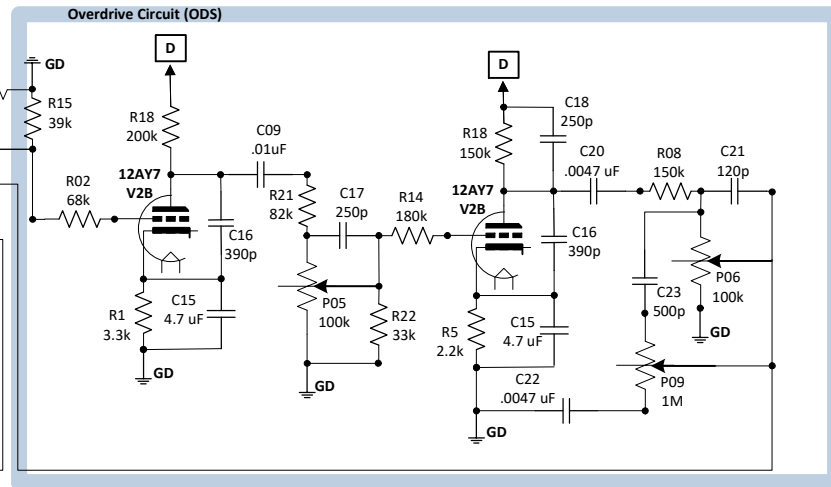 Overdrive Circuit (ODS)
GD
R15
39k
R02
68k
D
R18
200k
12AY7
V2B
C16
390p
R1
3.3k
C15
4.7 uF
GD
C09
.01uF
R21
82k
C17
250p
P05
100k
R22
33k
GD
R14
180k
D
R18
150k
C18
250p
12AY7
V2B
C16
390p
R5
2.2k
C15
4.7 uF
C22
.0047 uF
GD
C20
.0047 uF
R08
150k
C21
120p
P06
100k
C23
500p
GD
P09
1M